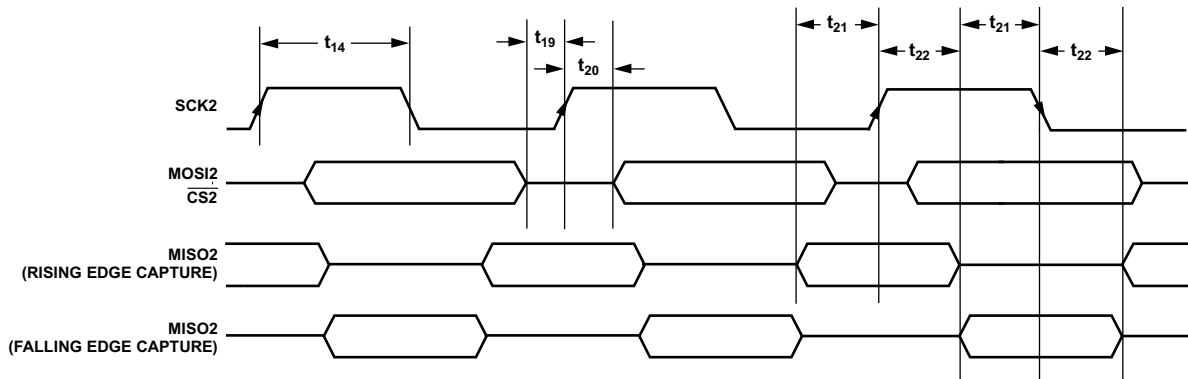 t14
t19
t20
t21
t22
t21
t22
SCK2
MOSI2
CS2
MISO2
(RISING EDGE CAPTURE)
MISO2
(FALLING EDGE CAPTURE)